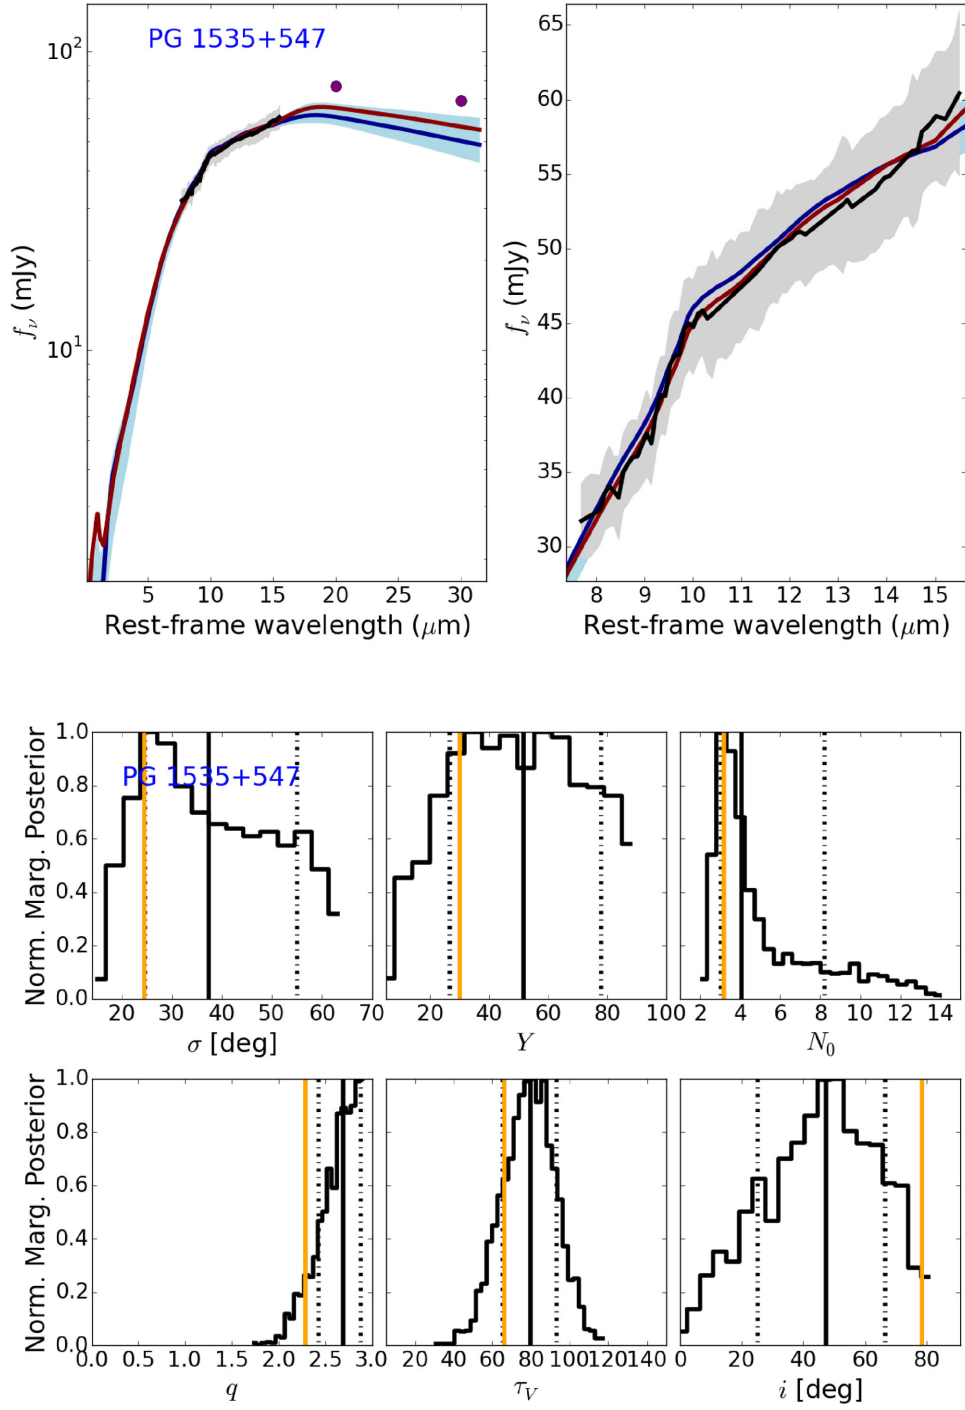 PG 1535+547
10² 10¹
f_ν (mJy)
5 10 15 20 25 30
Rest-frame wavelength (μm)
65 60 55 50 45 40 35 30
f_ν (mJy)
8 9 10 11 12 13 14 15
Rest-frame wavelength (μm)
Norm. Marg. Posterior
1.0 0.8 0.6 0.4 0.2 0.0
PG 1535+547
20 30 40 50 60 70
σ [deg]
0 20 40 60 80 100
Y
2 4 6 8 10 12 14
N₀
Norm. Marg. Posterior
1.0 0.8 0.6 0.4 0.2 0.0
0.0 0.5 1.0 1.5 2.0 2.5 3.0
q
0 20 40 60 80 100 120 140
τ_V
0 20 40 60 80
i [deg]